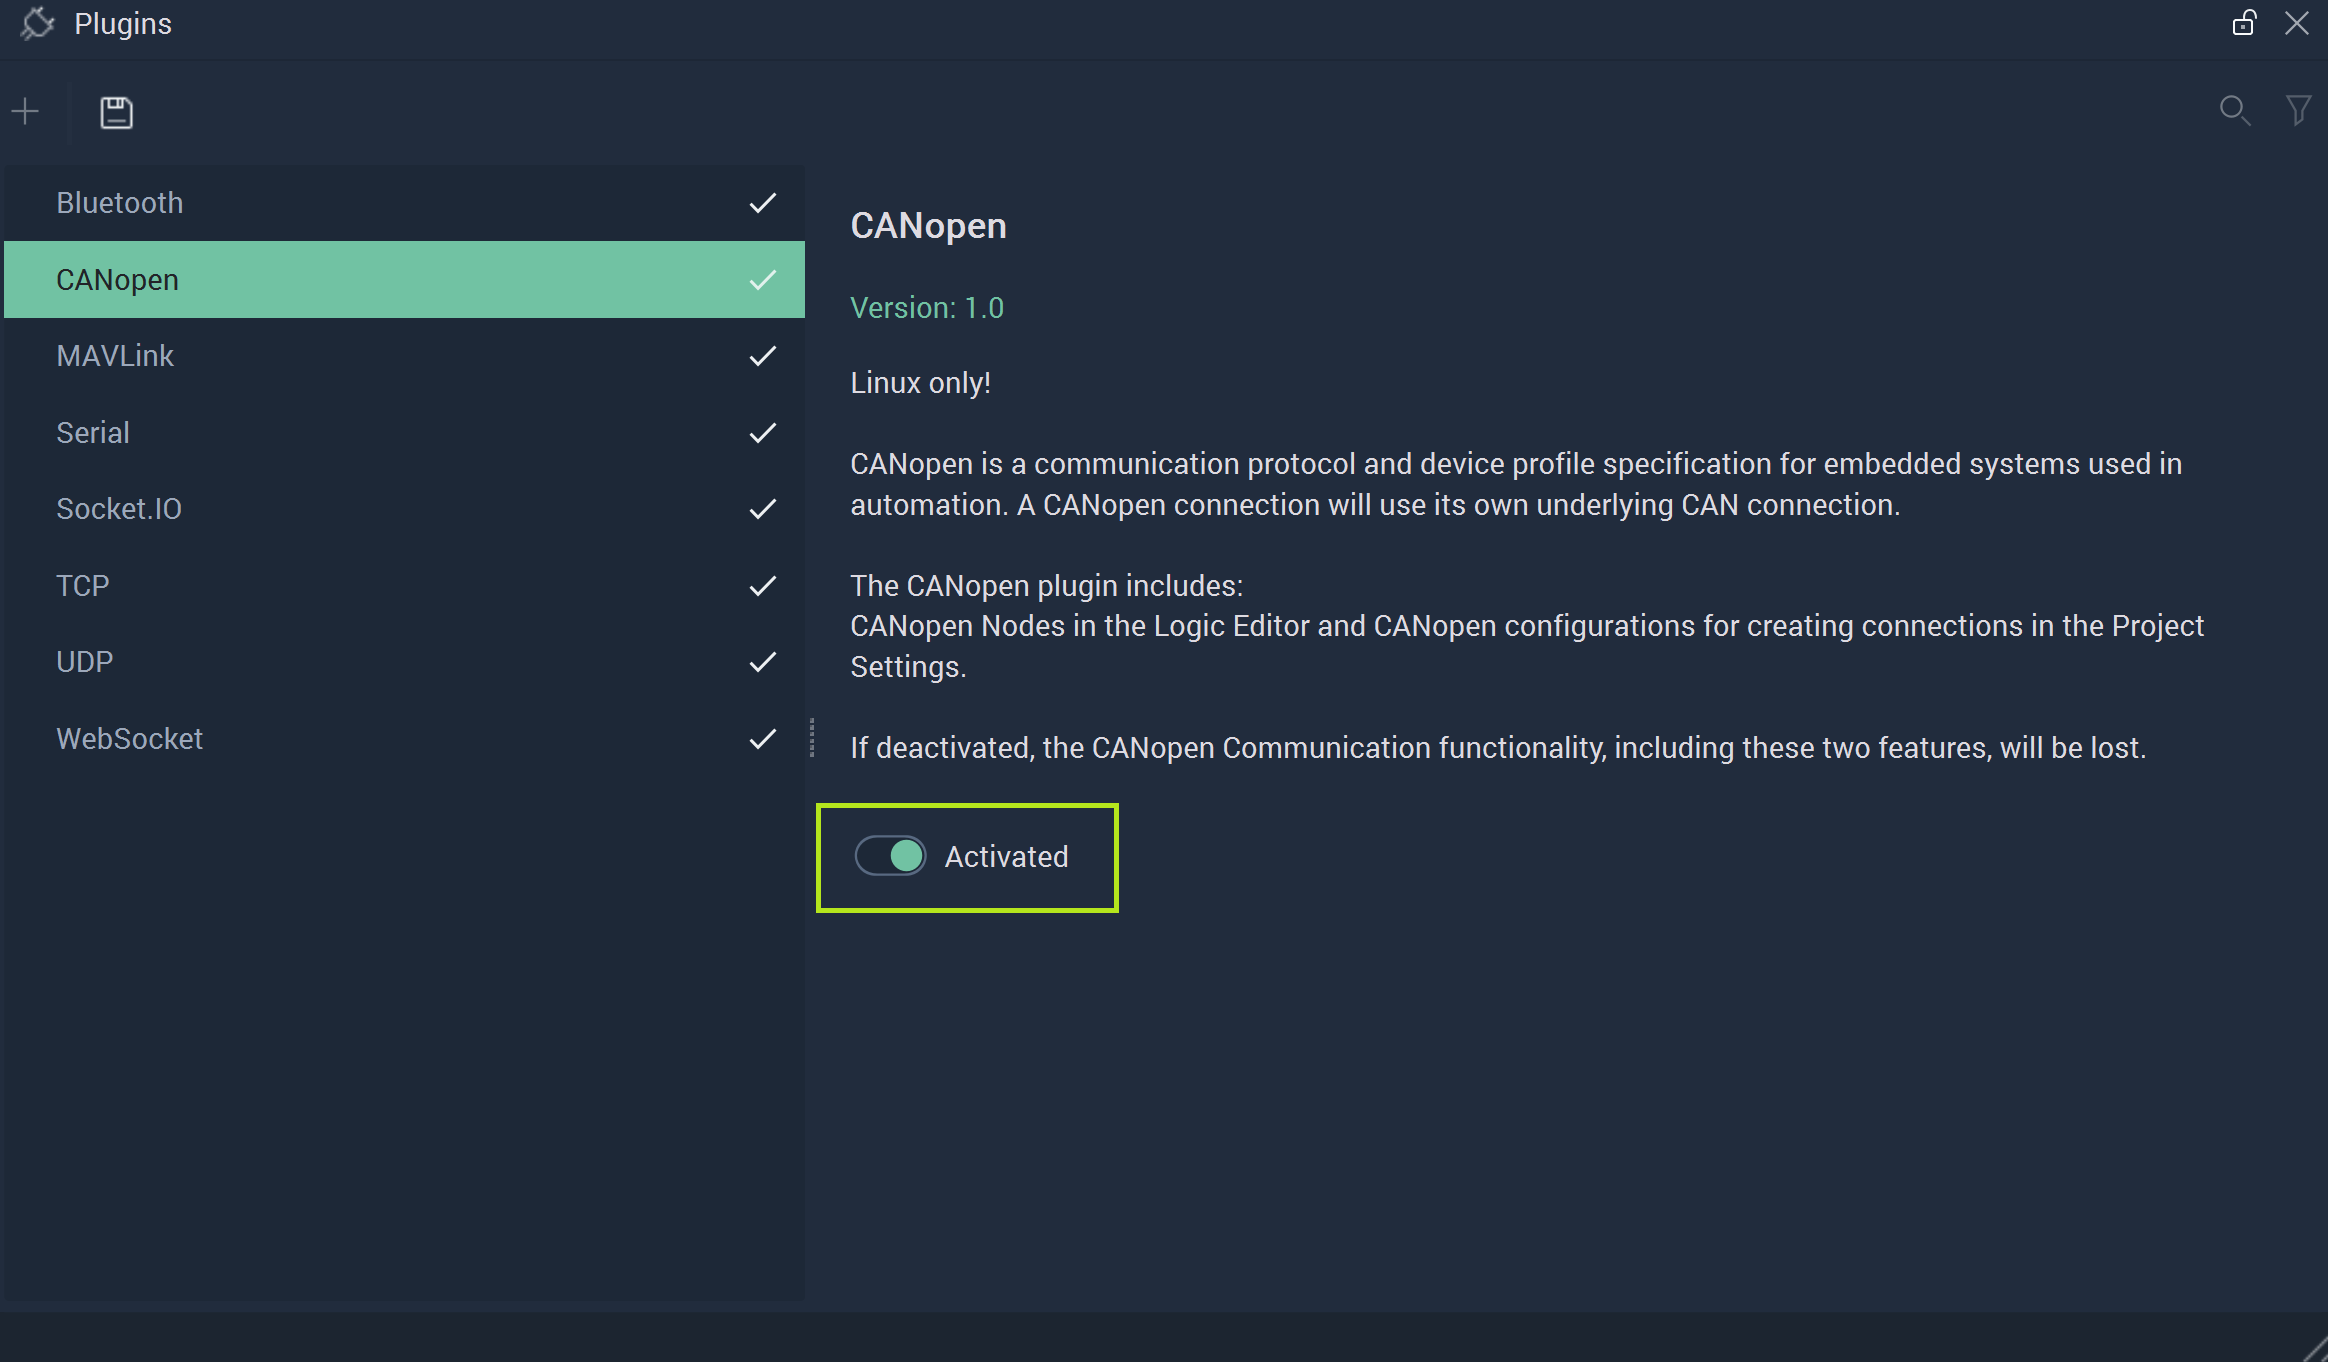 Plugins
Bluetooth
CANopen
MAVLink
Serial
Socket.IO
TCP
UDP
WebSocket
CANopen
Version: 1.0
Linux only!
CANopen is a communication protocol and device profile specification for embedded systems used in
automation. A CANopen connection will use its own underlying CAN connection.
The CANopen plugin includes:
CANopen Nodes in the Logic Editor and CANopen configurations for creating connections in the Project
Settings.
If deactivated, the CANopen Communication functionality, including these two features, will be lost.
Activated